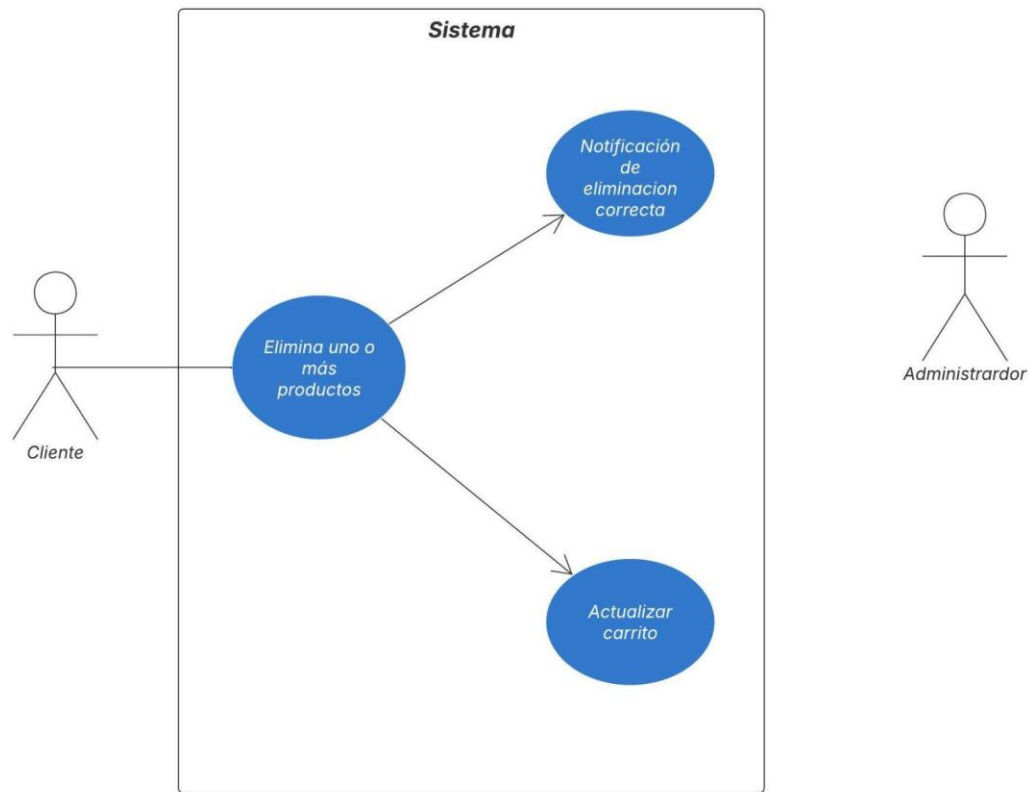 Sistema
Notificación
de
eliminacion
correcta
Elimina uno o
más
productos
Cliente
Administrardor
Actualizar
carrito